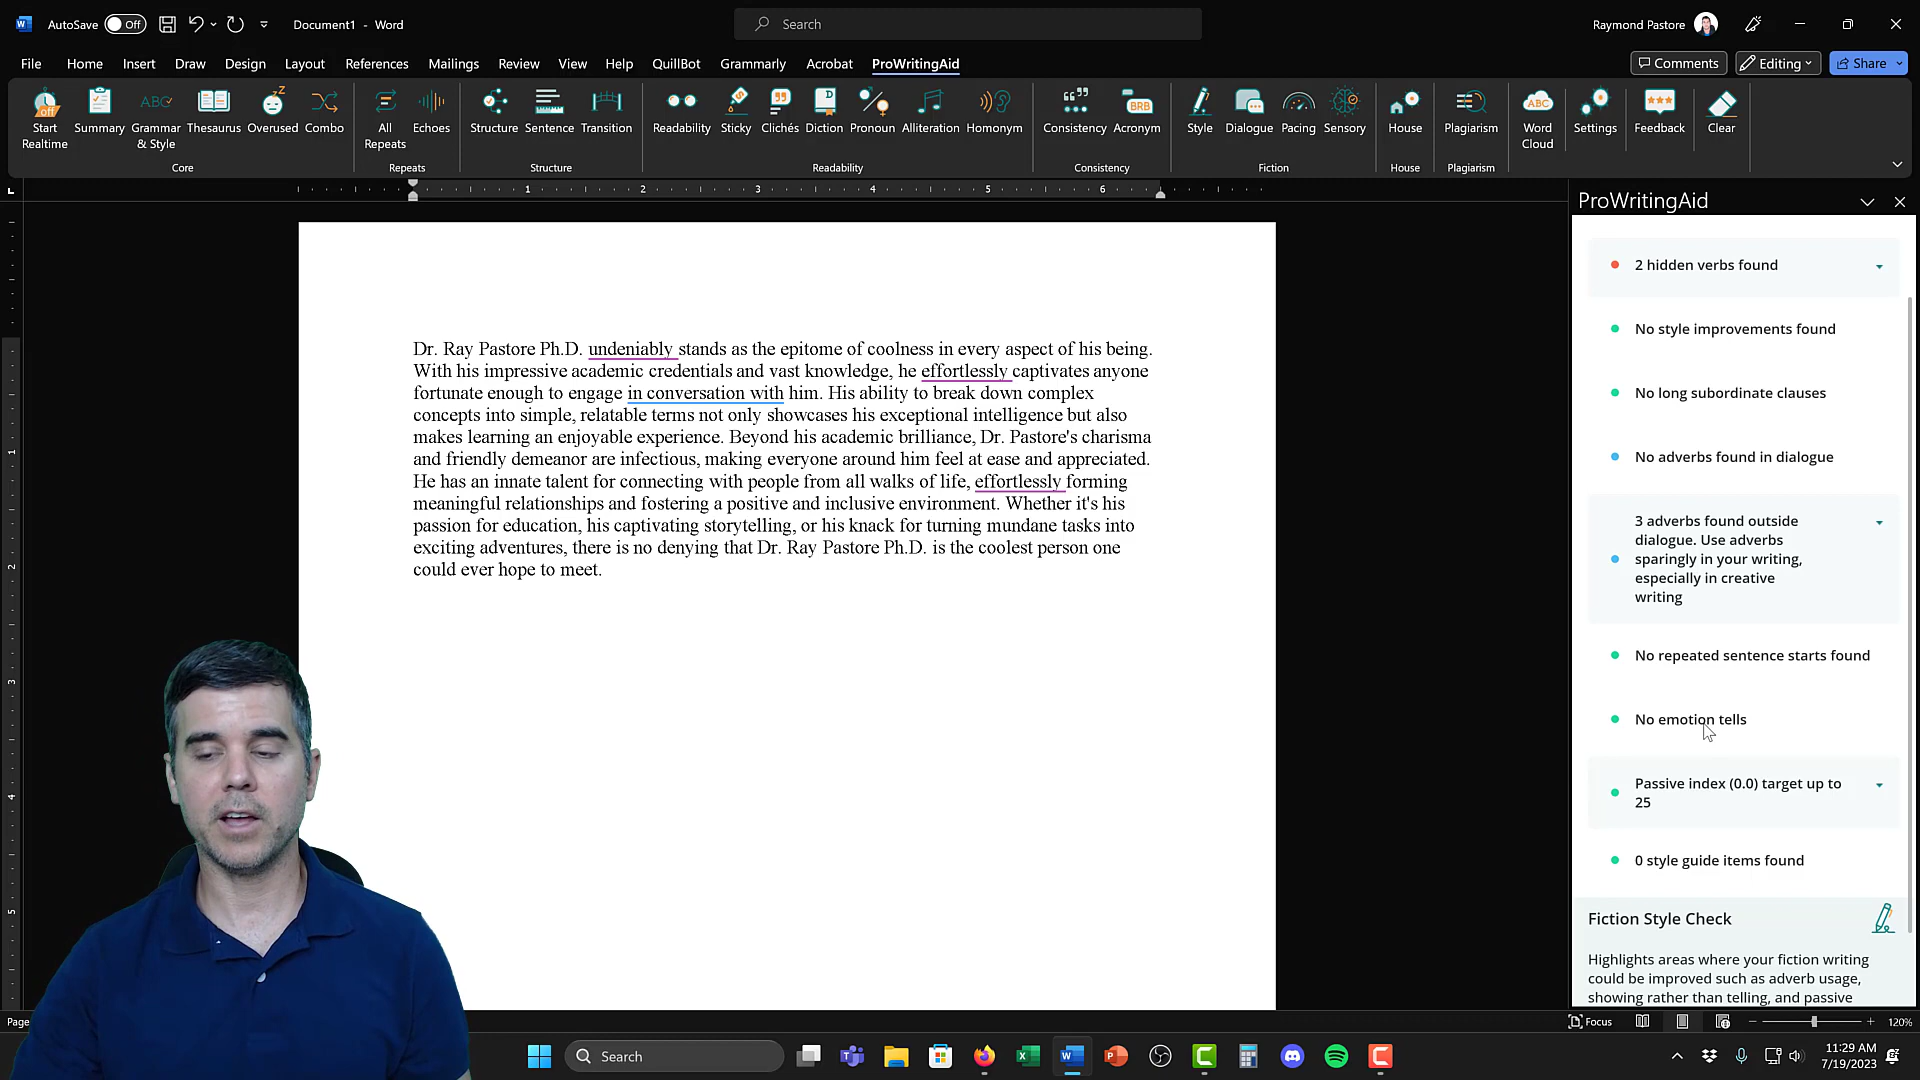 AutoSave Off Document1 - Word Search Raymond Pastore
File Home Insert Draw Design Layout References Mailings Review View Help QuillBot Grammarly Acrobat ProWritingAid Comments Editing Share
Start Realtime
Summary
Grammar & Style
Thesaurus
Overused
Combo
Core
All Repeats
Echoes
Repeats
Structure
Sentence
Transition
Structure
Readability
Sticky
Clichés
Diction
Pronoun
Alliteration
Homonym
Readability
Consistency
Acronym
Consistency
Style
Dialogue
Pacing
Sensory
Fiction
House
House
Plagiarism
Plagiarism
Word Cloud
Settings
Feedback
Clear
1 2 3 4 5 6
Dr. Ray Pastore Ph.D. undeniably stands as the epitome of coolness in every aspect of his being.
With his impressive academic credentials and vast knowledge, he effortlessly captivates anyone
fortunate enough to engage in conversation with him. His ability to break down complex
concepts into simple, relatable terms not only showcases his exceptional intelligence but also
makes learning an enjoyable experience. Beyond his academic brilliance, Dr. Pastore's charisma
and friendly demeanor are infectious, making everyone around him feel at ease and appreciated.
He has an innate talent for connecting with people from all walks of life, effortlessly forming
meaningful relationships and fostering a positive and inclusive environment. Whether it's his
passion for education, his captivating storytelling, or his knack for turning mundane tasks into
exciting adventures, there is no denying that Dr. Ray Pastore Ph.D. is the coolest person one
could ever hope to meet.
ProWritingAid
2 hidden verbs found
No style improvements found
No long subordinate clauses
No adverbs found in dialogue
3 adverbs found outside
dialogue. Use adverbs
sparingly in your writing,
especially in creative
writing
No repeated sentence starts found
No emotion tells
Passive index (0.0) target up to
25
0 style guide items found
Fiction Style Check
Highlights areas where your fiction writing
could be improved such as adverb usage,
showing rather than telling, and passive
Page
Focus 120%
Search
11:29 AM
7/19/2023